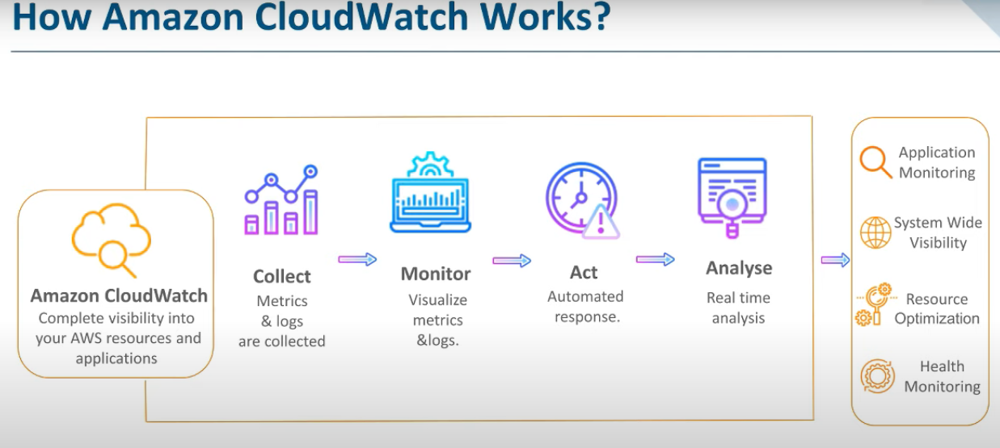 How Amazon CloudWatch Works?
Amazon CloudWatch
Complete visibility into
your AWS resources and
applications
Collect
Metrics
& logs
are collected
Monitor
Visualize
metrics
&logs.
Act
Automated
response.
Analyse
Real time
analysis
Application
Monitoring
System Wide
Visibility
Resource
Optimization
Health
Monitoring